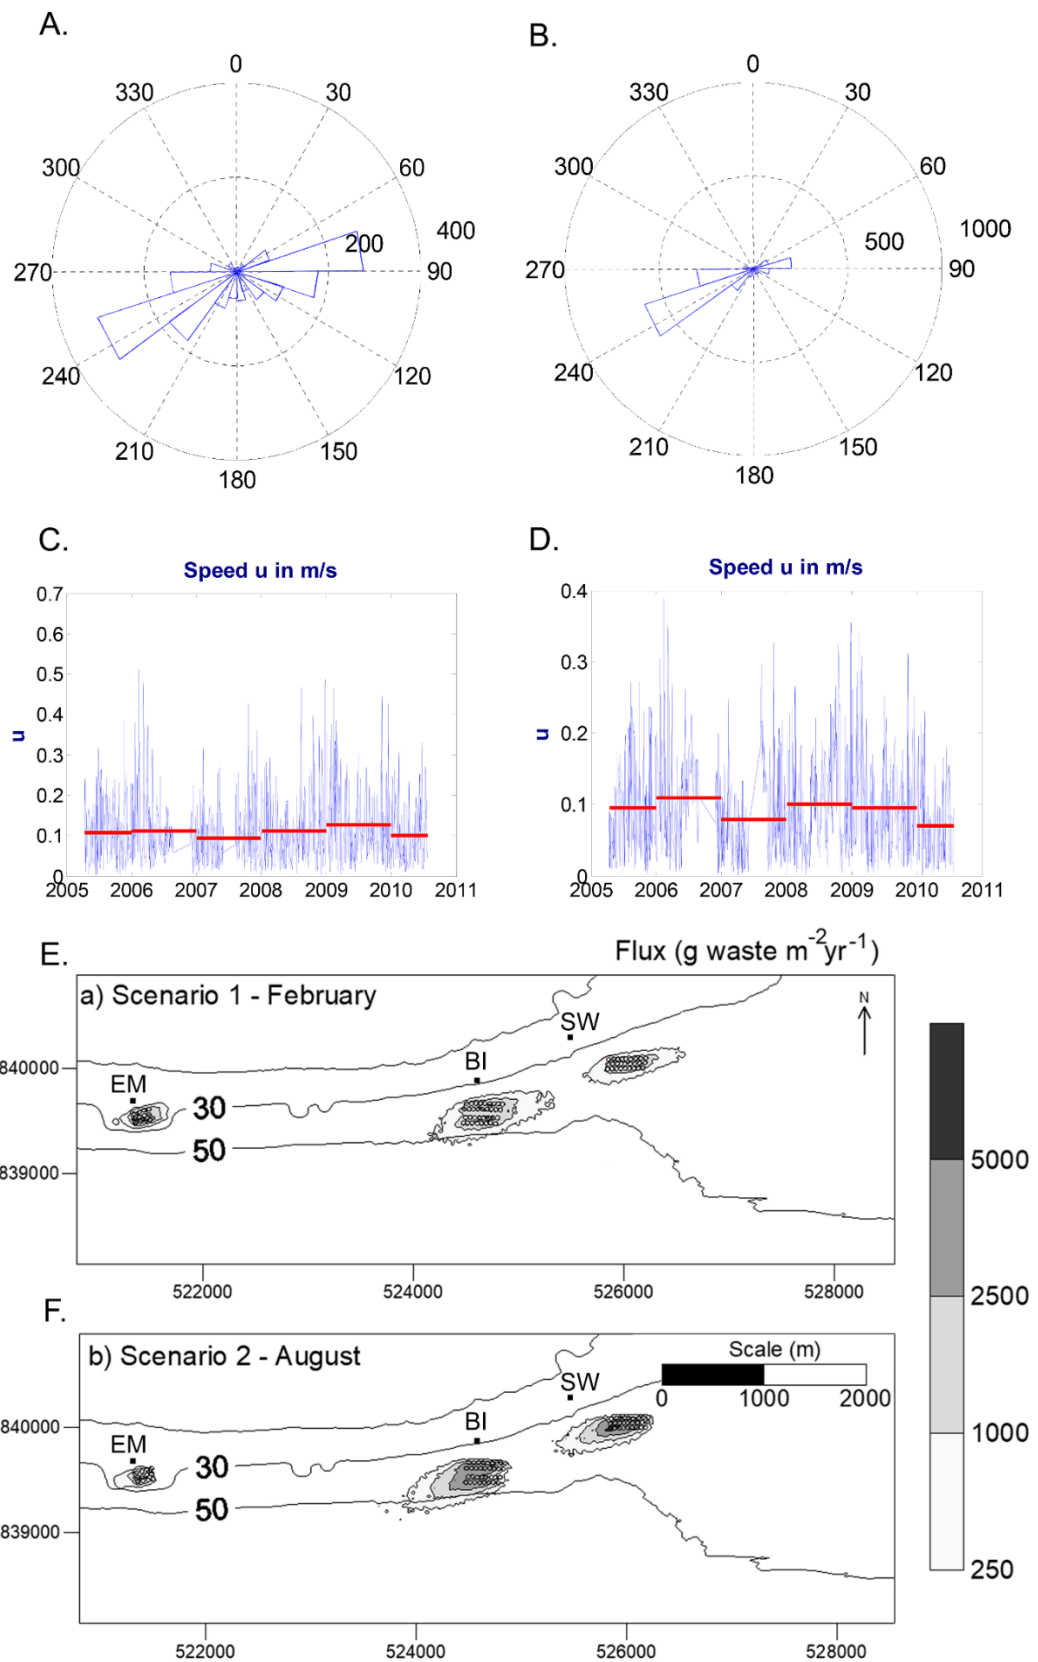 A.
B.
0
30
60
90
120
150
180
210
240
270
300
330
200
400
0
30
60
90
120
150
180
210
240
270
300
330
500
1000
C.
D.
Speed u in m/s
0.7
0.6
0.5
0.4
0.3
0.2
0.1
0
u
2005 2006 2007 2008 2009 2010 2011
Speed u in m/s
0.4
0.3
0.2
0.1
0
u
2005 2006 2007 2008 2009 2010 2011
E.
Flux (g waste m-2yr-1)
a) Scenario 1 - February
N
SW
BI
EM
30
50
840000
839000
522000 524000 526000 528000
5000
2500
1000
250
F.
b) Scenario 2 - August
Scale (m)
0 1000 2000
SW
BI
EM
30
50
840000
839000
522000 524000 526000 528000